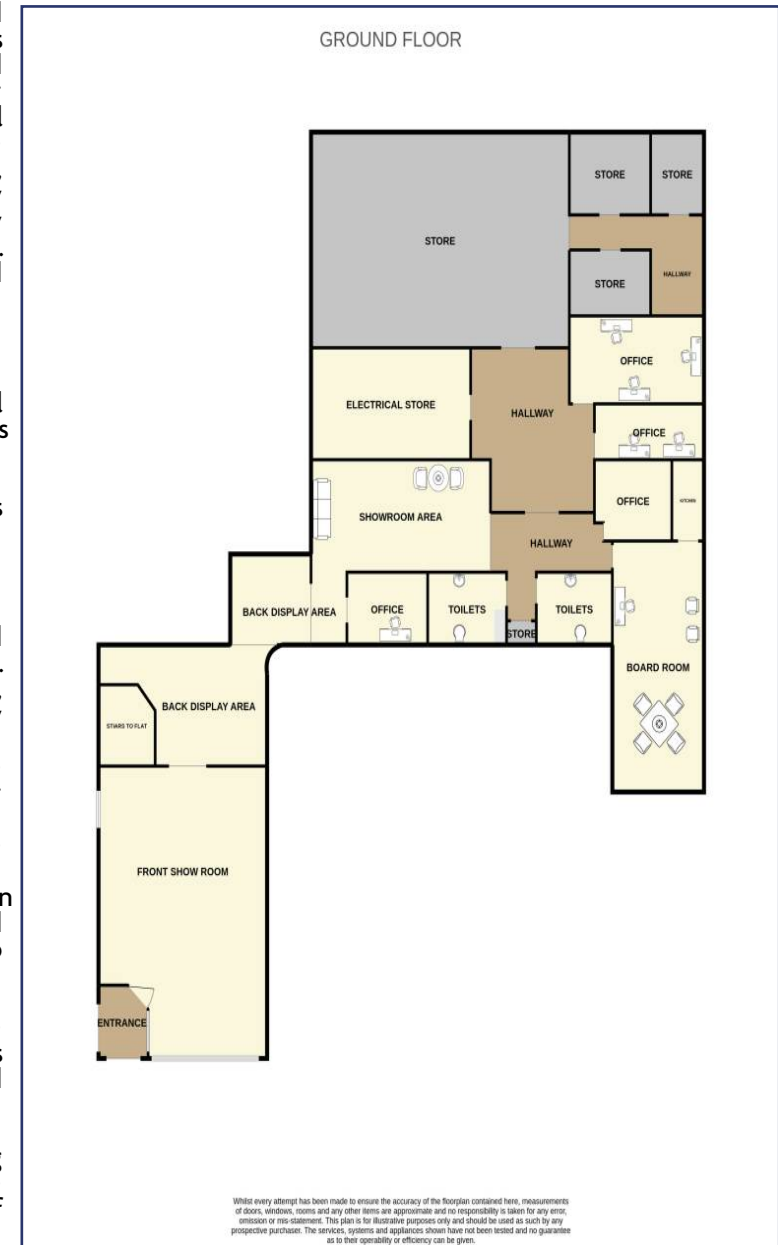 GROUND FLOOR
STORE
STORE
STORE
STORE
HALLWAY
OFFICE
ELECTRICAL STORE
HALLWAY
OFFICE
OFFICE
KITCHEN
SHOWROOM AREA
HALLWAY
BACK DISPLAY AREA
OFFICE
TOILETS
STORE
TOILETS
BOARD ROOM
BACK DISPLAY AREA
STIARS TO FLAT
FRONT SHOW ROOM
ENTRANCE
Whilst every attempt has been made to ensure the accuracy of the floorplan contained here, measurements
of doors, windows, rooms and any other items are approximate and no responsibility is taken for any error,
omission or mis-statement. This plan is for illustrative purposes only and should be used as such by any
prospective purchaser. The services, systems and appliances shown have not been tested and no guarantee
as to their operability or efficiency can be given.